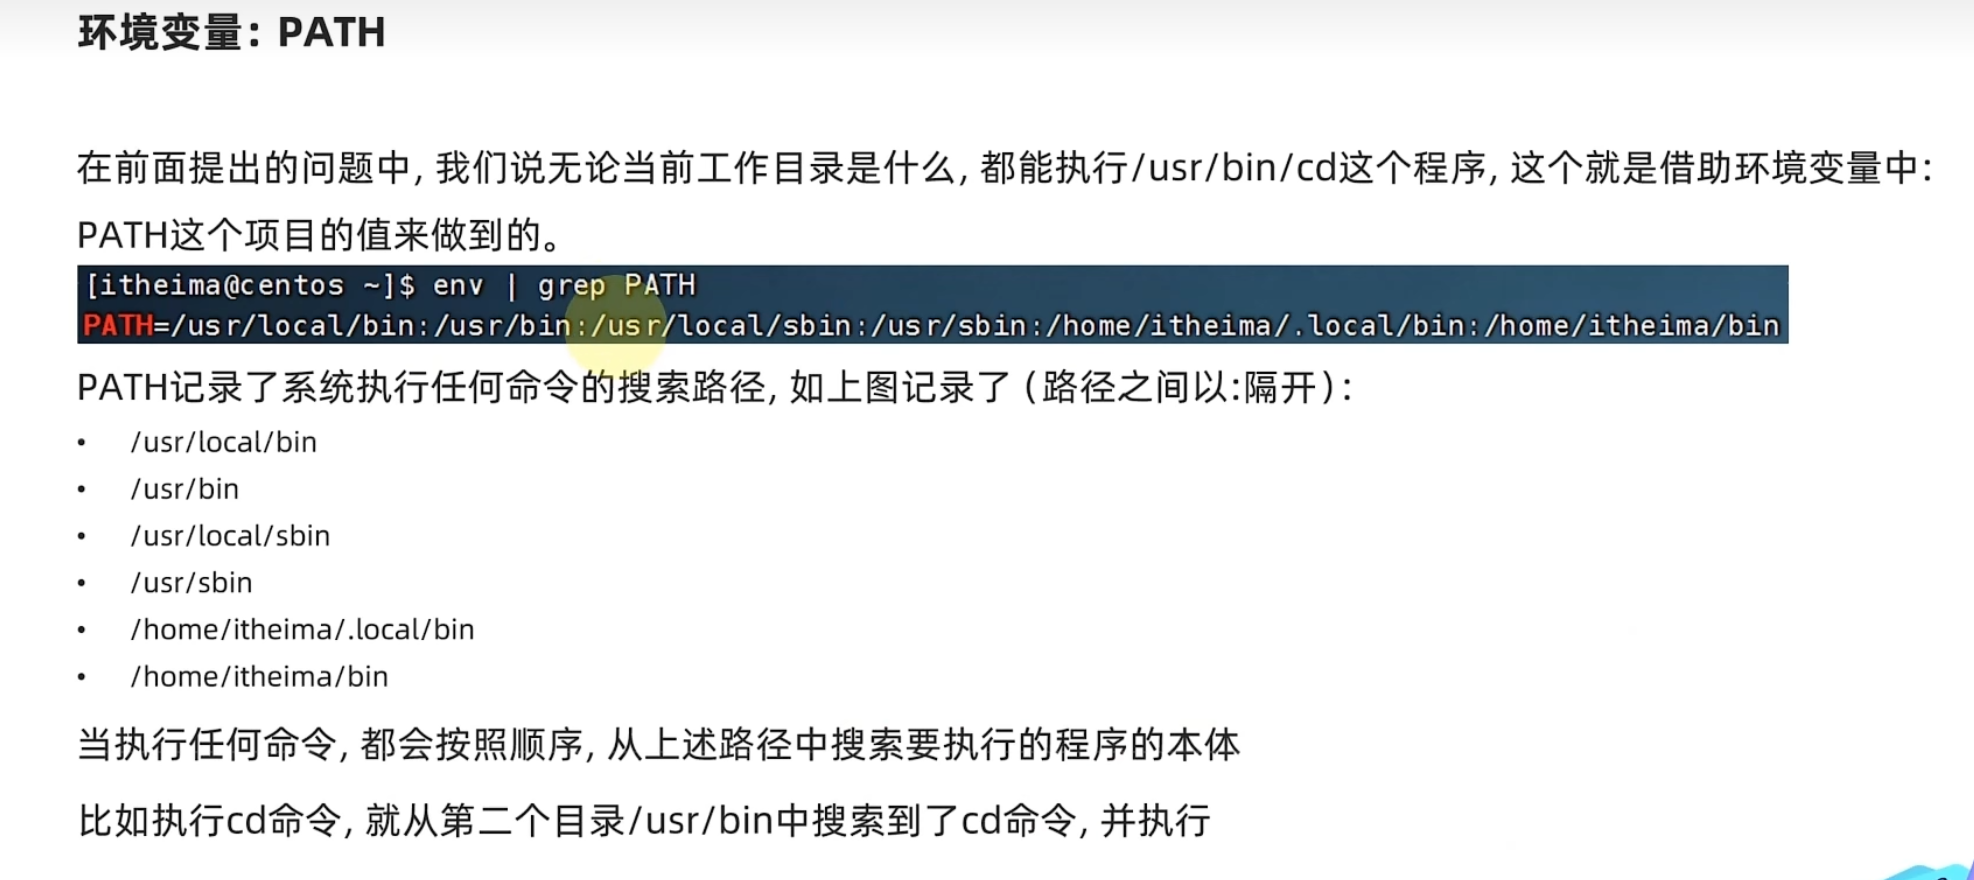 环境变量：PATH
在前面提出的问题中，我们说无论当前工作目录是什么，都能执行/usr/bin/cd这个程序，这个就是借助环境变量中：
PATH这个项目的值来做到的。
[itheima@centos ~]$ env | grep PATH
PATH=/usr/local/bin:/usr/bin:/usr/local/sbin:/usr/sbin:/home/itheima/.local/bin:/home/itheima/bin
PATH记录了系统执行任何命令的搜索路径，如上图记录了（路径之间以:隔开）：
• /usr/local/bin
• /usr/bin
• /usr/local/sbin
• /usr/sbin
• /home/itheima/.local/bin
• /home/itheima/bin
当执行任何命令，都会按照顺序，从上述路径中搜索要执行的程序的本体
比如执行cd命令，就从第二个目录/usr/bin中搜索到了cd命令，并执行